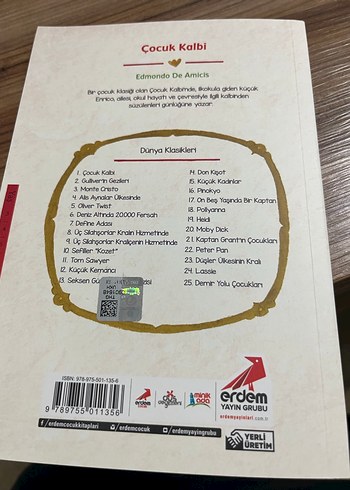 Çocuk Kalbi
Edmondo De Amicis
Bir çocuk klasiği olan Çocuk Kalbi'nde, ilkokula giden küçük
Enrico, ailesi, okul hayatı ve çevresiyle ilgili kalbinden
süzülenleri günlüğüne yazar.
Dünya Klasikleri
1. Çocuk Kalbi
2. Gulliver'in Gezileri
3. Monte Cristo
4. Alis Aynalar Ülkesinde
5. Oliver Twist
6. Deniz Altında 20.000 Fersah
7. Define Adası
8. Üç Silahşorlar Kralın Hizmetinde
9. Üç Silahşorlar Kraliçenin Hizmetinde
10. Sefiller "Kozet"
11. Tom Sawyer
12. Küçük Kemancı
13. Seksen Gü
14. Don Kişot
15. Küçük Kadınlar
16. Pinokyo
17. On Beş Yaşında Bir Kaptan
18. Pollyanna
19. Heidi
20. Moby Dick
21. Kaptan Grant'ın Çocukları
22. Peter Pan
23. Düşler Ülkesinin Kralı
24. Lassie
25. Demir Yolu Çocukları
ISBN: 978-975-501-135-6
9 789755 011356
erdem
çocuk
minik
ada
erdem
YAYIN GRUBU
erdemyayinlari.com.tr
/erdemcocukkitaplari
/erdemcocuk
/erdemyayingrubu
YERLİ
ÜRETİM